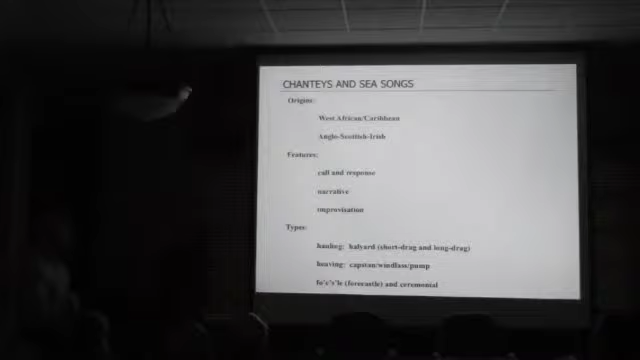 CHANTEYS AND SEA SONGS
Origins:
West African/Caribbean
Anglo-Scottish-Irish
Features:
call and response
narrative
improvisation
Types:
hauling: halyard (short-drag and long-drag)
heaving: capstan/windlass/pump
fo'c's'le (forecastle) and ceremonial